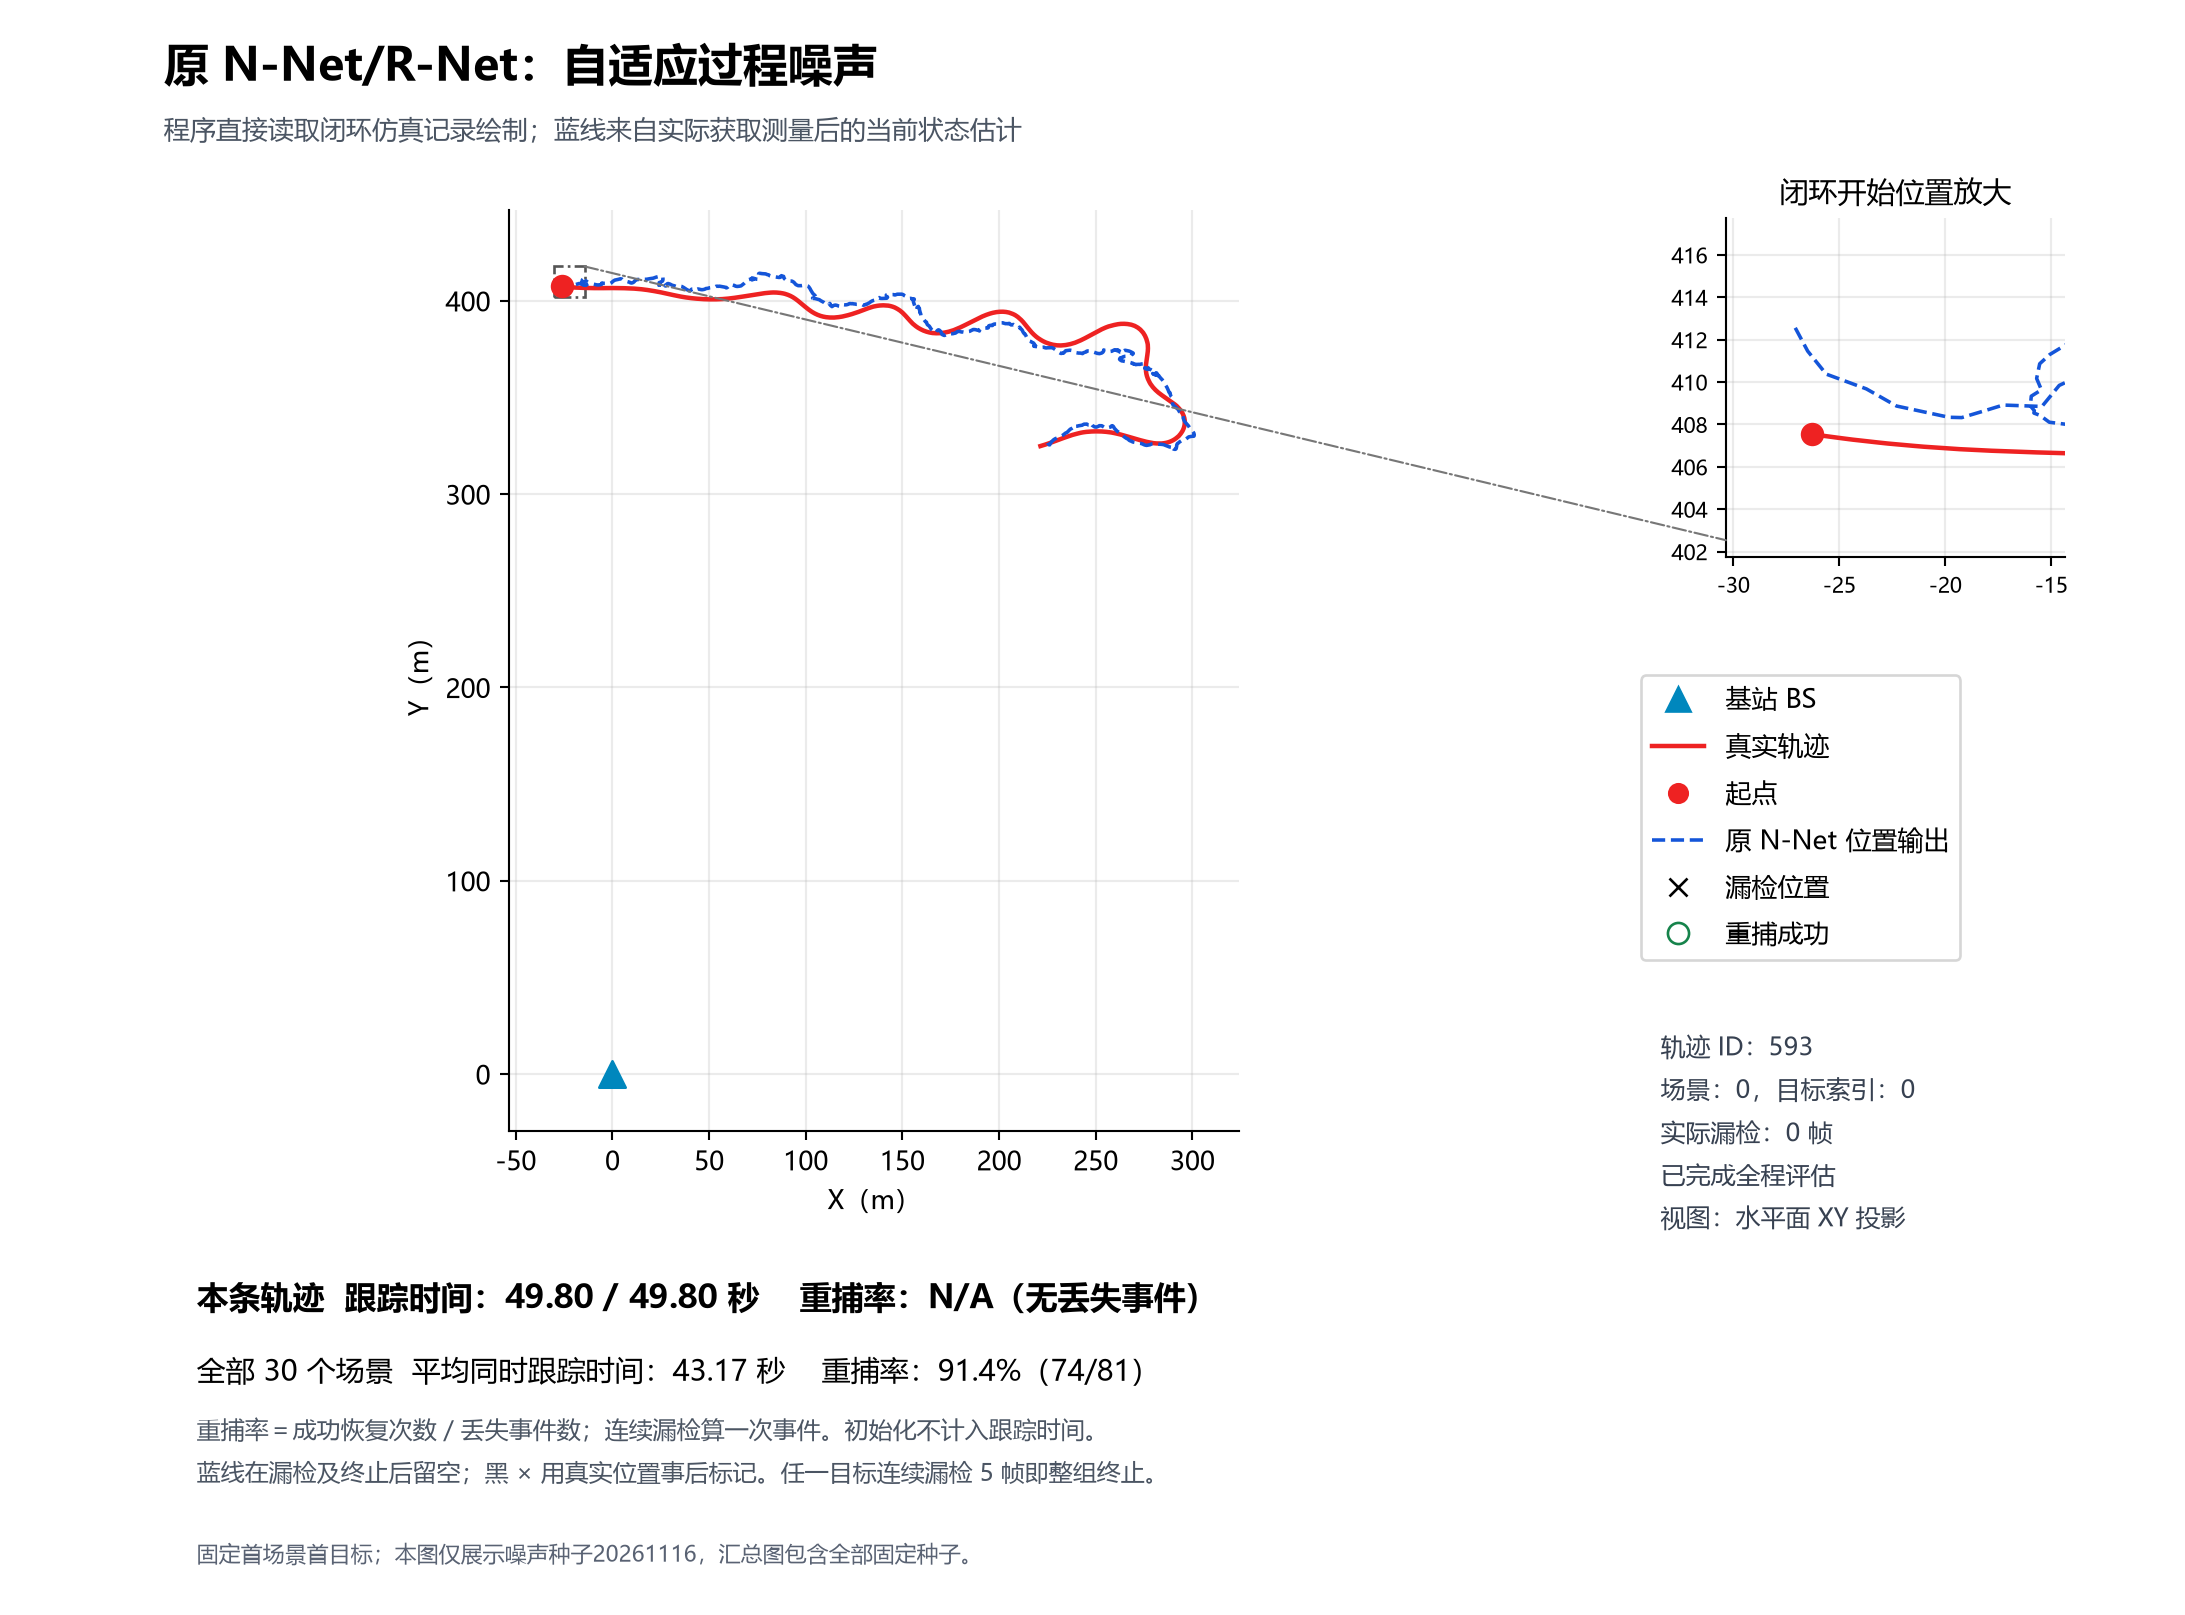 原 N-Net/R-Net：自适应过程噪声
程序直接读取闭环仿真记录绘制；蓝线来自实际获取测量后的当前状态估计
闭环开始位置放大
416
414
412
410
408
406
404
402
-30 -25 -20 -15
400
300
200
100
0
Y（m）
-50 0 50 100 150 200 250 300
X（m）
基站 BS
真实轨迹
起点
原 N-Net 位置输出
漏检位置
重捕成功
轨迹 ID：593
场景：0，目标索引：0
实际漏检：0 帧
已完成全程评估
视图：水平面 XY 投影
本条轨迹 跟踪时间：49.80 / 49.80 秒 重捕率：N/A（无丢失事件）
全部 30 个场景 平均同时跟踪时间：43.17 秒 重捕率：91.4%（74/81）
重捕率 = 成功恢复次数 / 丢失事件数；连续漏检算一次事件。初始化不计入跟踪时间。
蓝线在漏检及终止后留空；黑 × 用真实位置事后标记。任一目标连续漏检 5 帧即整组终止。
固定首场景首目标；本图仅展示噪声种子20261116，汇总图包含全部固定种子。